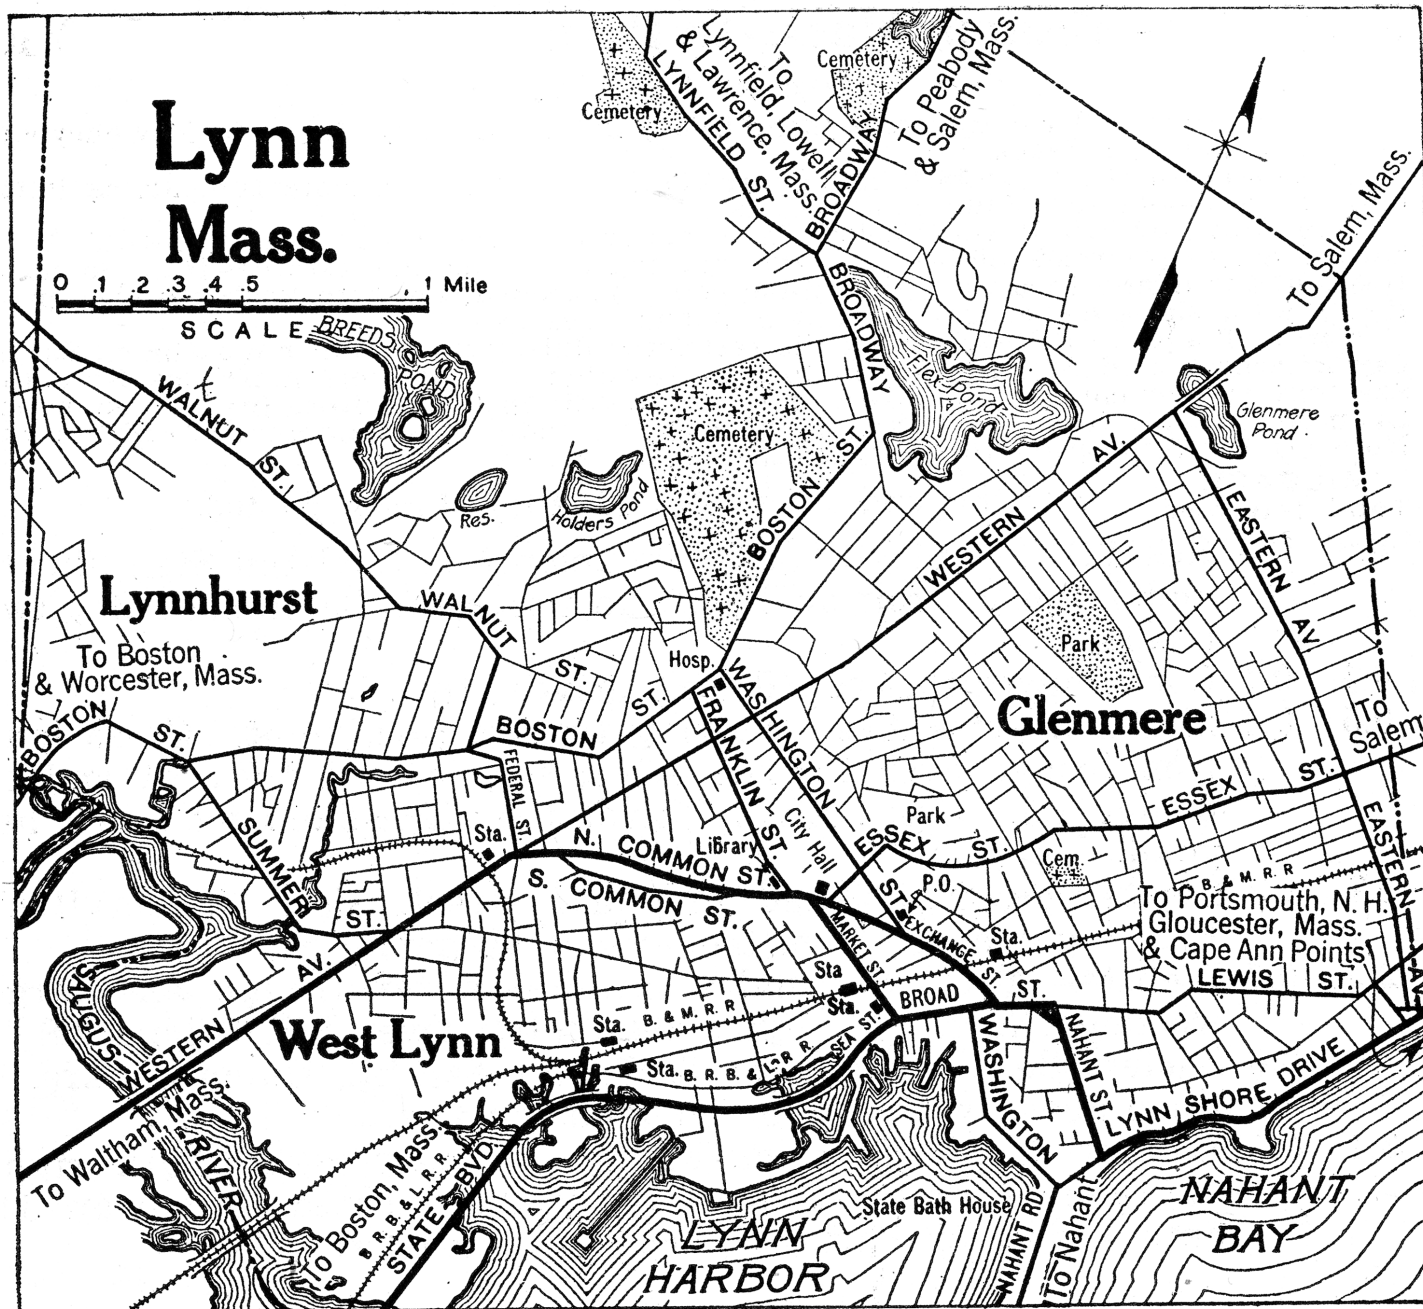 Lynn
Mass.
0 .1 .2 .3 .4 .5 1 Mile
SCALE
Cemetery
LYNNFIELD ST.
To
Lynnfield, Lowell
& Lawrence, Mass.
Cemetery
BROADWAY
To Peabody
& Salem, Mass.
To Salem, Mass.
BREEDS
POND
WALNUT
ST.
t
Res.
Holders Pond
Cemetery
BROADWAY
Flex Pond
Glenmere
Pond.
BOSTON ST.
WESTERN AV.
EASTERN AV.
Lynnhurst
To Boston
& Worcester, Mass.
WALNUT
ST.
Park
Hosp.
Glenmere
BOSTON
ST.
BOSTON
ST.
FEDERAL ST.
FRANKLIN ST.
WASHINGTON
ST.
City Hall
To
Salem
ESSEX ST.
Park
ESSEX ST.
EASTERN
AV.
SUMMER
ST.
Sta.
N. COMMON ST.
Library
S. COMMON ST.
P.O.
Cem.
B. & M. R R
To Portsmouth, N. H.
Gloucester, Mass.
& Cape Ann Points
MARKET ST.
EXCHANGE ST.
Sta.
Sta
Sta.
BROAD
ST.
LEWIS ST.
SAUGUS
RIVER
WESTERN
AV.
West Lynn
Sta.
B. & M. R. R
Sta.
B. R. B. & L. R R.
SEA ST.
WASHINGTON
NAHANT ST.
LYNN SHORE DRIVE
To Waltham, Mass.
To Boston, Mass.
B R. B. & L R. R
STATE BVD
State Bath House
NAHANT RD
To Nahant
LYNN
HARBOR
NAHANT
BAY